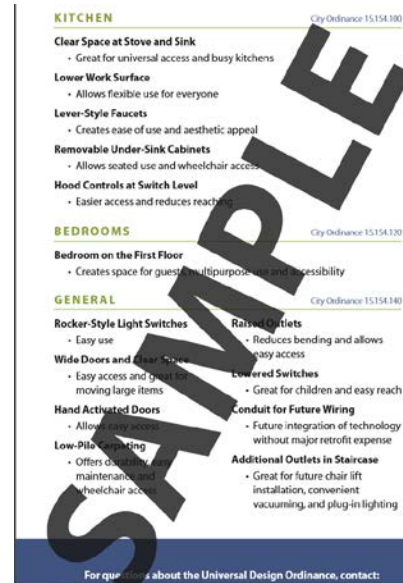 KITCHEN City Ordinance 15.154.100
Clear Space at Stove and Sink
• Great for universal access and busy kitchens
Lower Work Surface
• Allows flexible use for everyone
Lever-Style Faucets
• Creates ease of use and aesthetic appeal
Removable Under-Sink Cabinets
• Allows seated use and wheelchair access
Hood Controls at Switch Level
• Easier access and reduces reaching
BEDROOMS City Ordinance 15.154.120
Bedroom on the First Floor
• Creates space for guests, multipurpose use and accessibility
GENERAL City Ordinance 15.154.140
Rocker-Style Light Switches
• Easy use
Wide Doors and Clear Space
• Easy access and great for
moving large items
Hand Activated Doors
• Allows easy access
Low-Pile Carpeting
• Offers durability, easy
maintenance and
wheelchair access
Raised Outlets
• Reduces bending and allows
easy access
Lowered Switches
• Great for children and easy reach
Conduit for Future Wiring
• Future integration of technology
without major retrofit expense
Additional Outlets in Staircase
• Great for future chair lift
installation, convenient
vacuuming, and plug-in lighting
For questions about the Universal Design Ordinance, contact:
SAMPLE